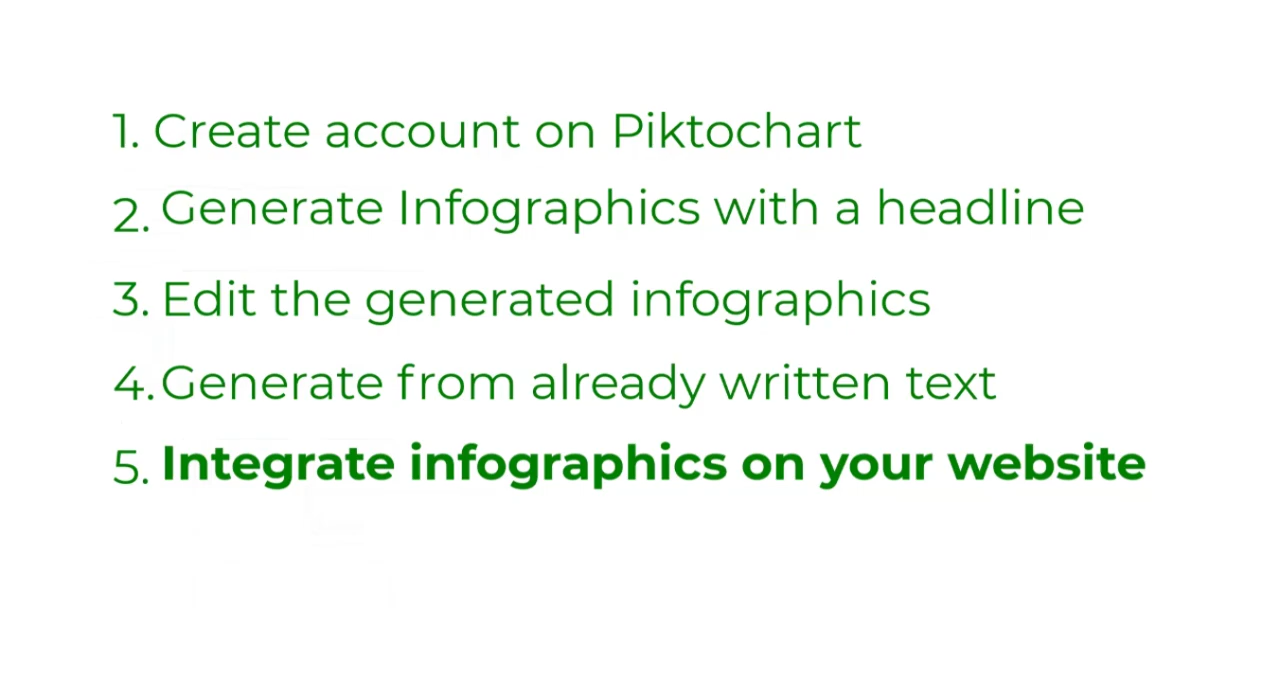 1. Create account on Piktochart
2. Generate Infographics with a headline
3. Edit the generated infographics
4. Generate from already written text
5. Integrate infographics on your website